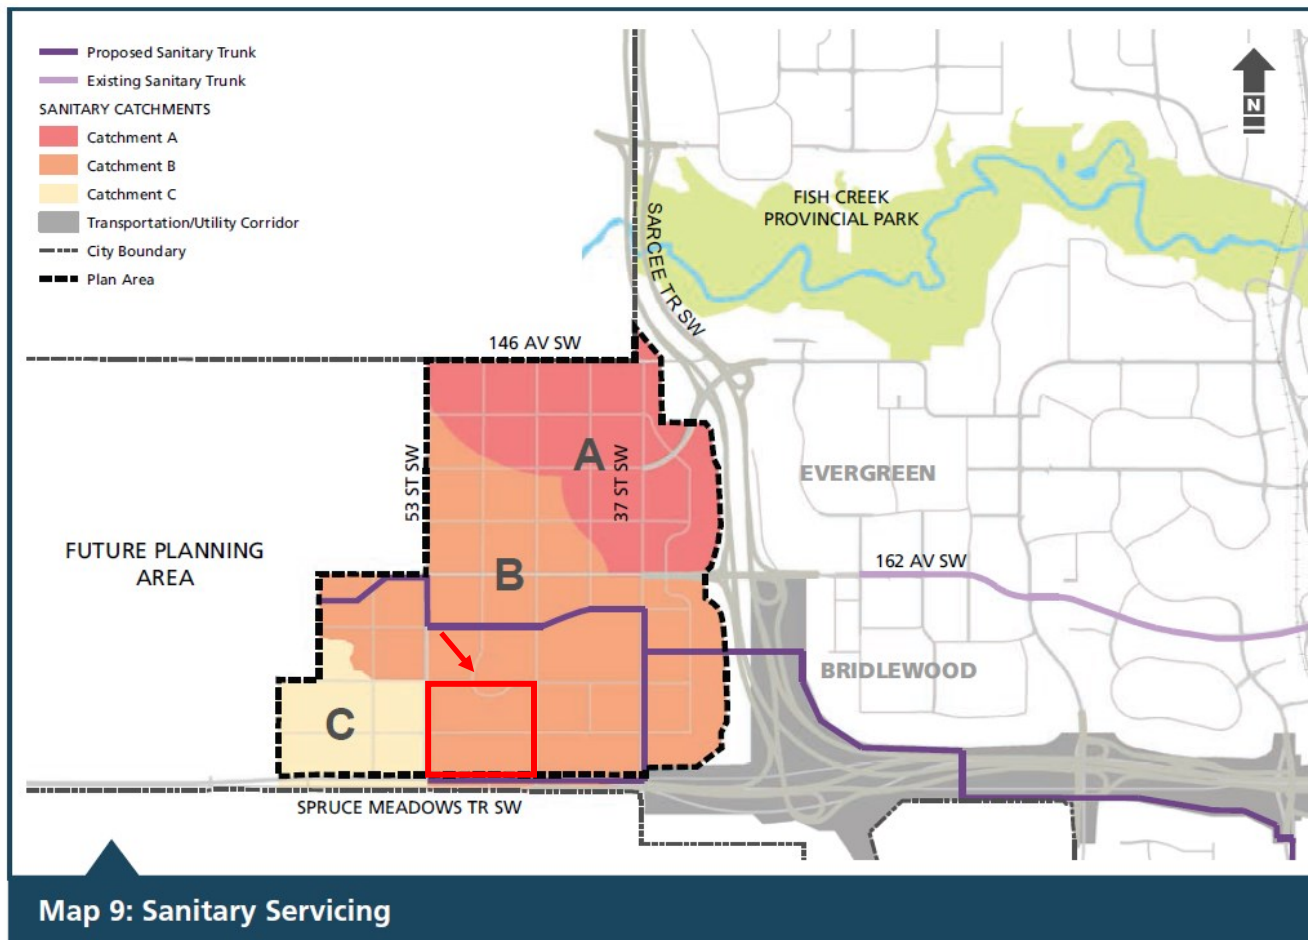 Proposed Sanitary Trunk
Existing Sanitary Trunk
SANITARY CATCHMENTS
Catchment A
Catchment B
Catchment C
Transportation/Utility Corridor
City Boundary
Plan Area
N
FISH CREEK
PROVINCIAL PARK
SARCEE TR SW
146 AV SW
A
53 ST SW
37 ST SW
EVERGREEN
FUTURE PLANNING
AREA
B
162 AV SW
BRIDLEWOOD
C
SPRUCE MEADOWS TR SW
Map 9: Sanitary Servicing